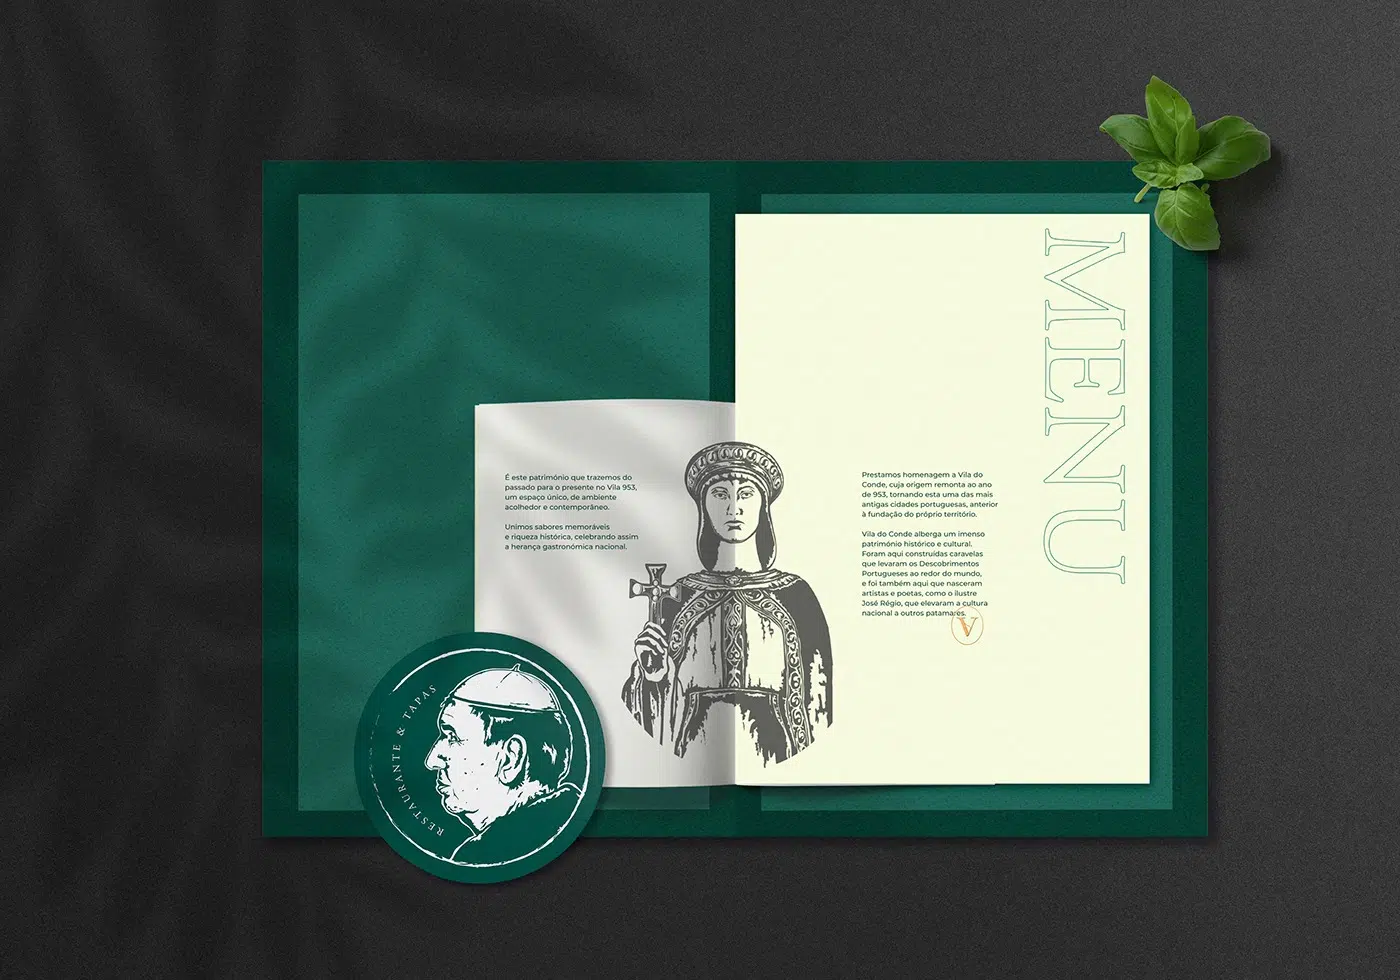 MENU
É este património que trazemos do
passado para o presente no Vila 953,
um espaço único, de ambiente
acolhedor e contemporâneo.
Unimos sabores memoráveis
e riqueza histórica, celebrando assim
a herança gastronómica nacional.
Prestamos homenagem a Vila do
Conde, cuja origem remonta ao ano
de 953, tornando esta uma das mais
antigas cidades portuguesas, anterior
à fundação do próprio território.
Vila do Conde alberga um imenso
património histórico e cultural.
Foram aqui construídas caravelas
que levaram os Descobrimentos
Portugueses ao redor do mundo,
e foi também aqui que nasceram
artistas e poetas, como o ilustre
José Régio, que elevaram a cultura
nacional a outros patamares.
V
RESTAURANTE & TAPAS